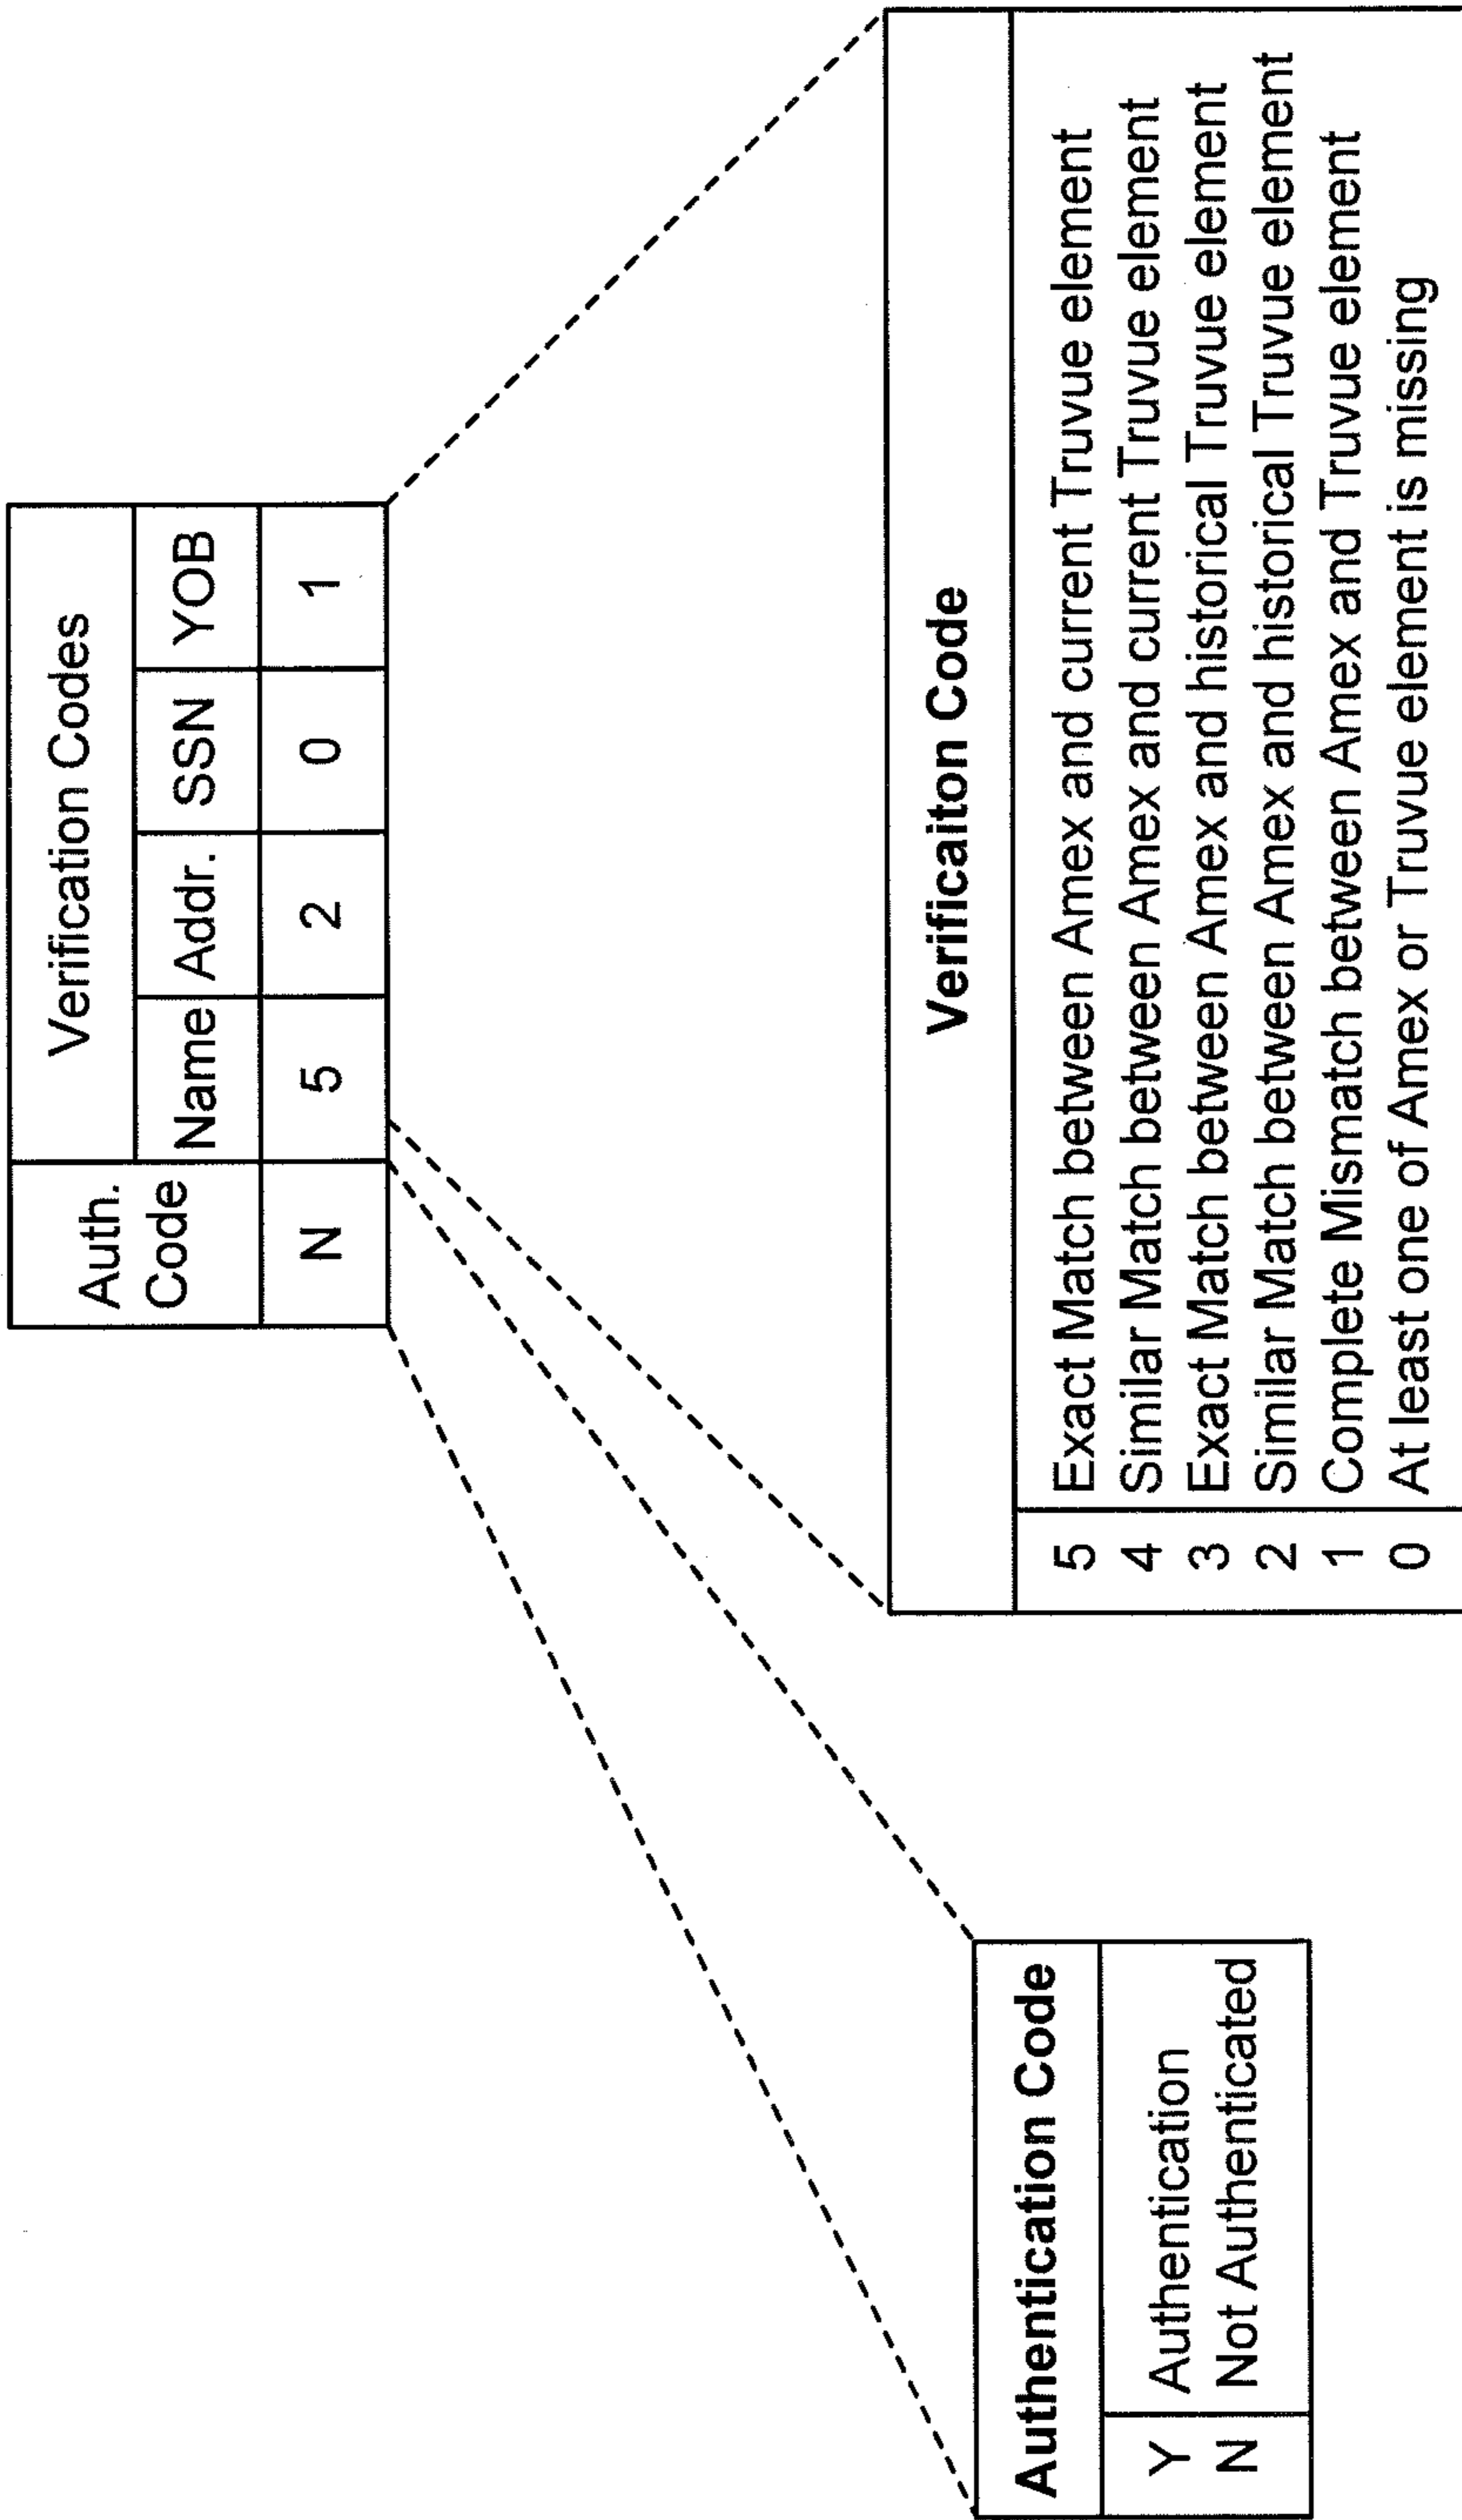 Auth. Code
Verification Codes
Name Addr. SSN YOB
N 5 2 0 1
Authentication Code
Y Authentication
N Not Authenticated
Verificaiton Code
5 Exact Match between Amex and current Truvue element
4 Similar Match between Amex and current Truvue element
3 Exact Match between Amex and historical Truvue element
2 Similar Match between Amex and historical Truvue element
1 Complete Mismatch between Amex and Truvue element
0 At least one of Amex or Truvue element is missing